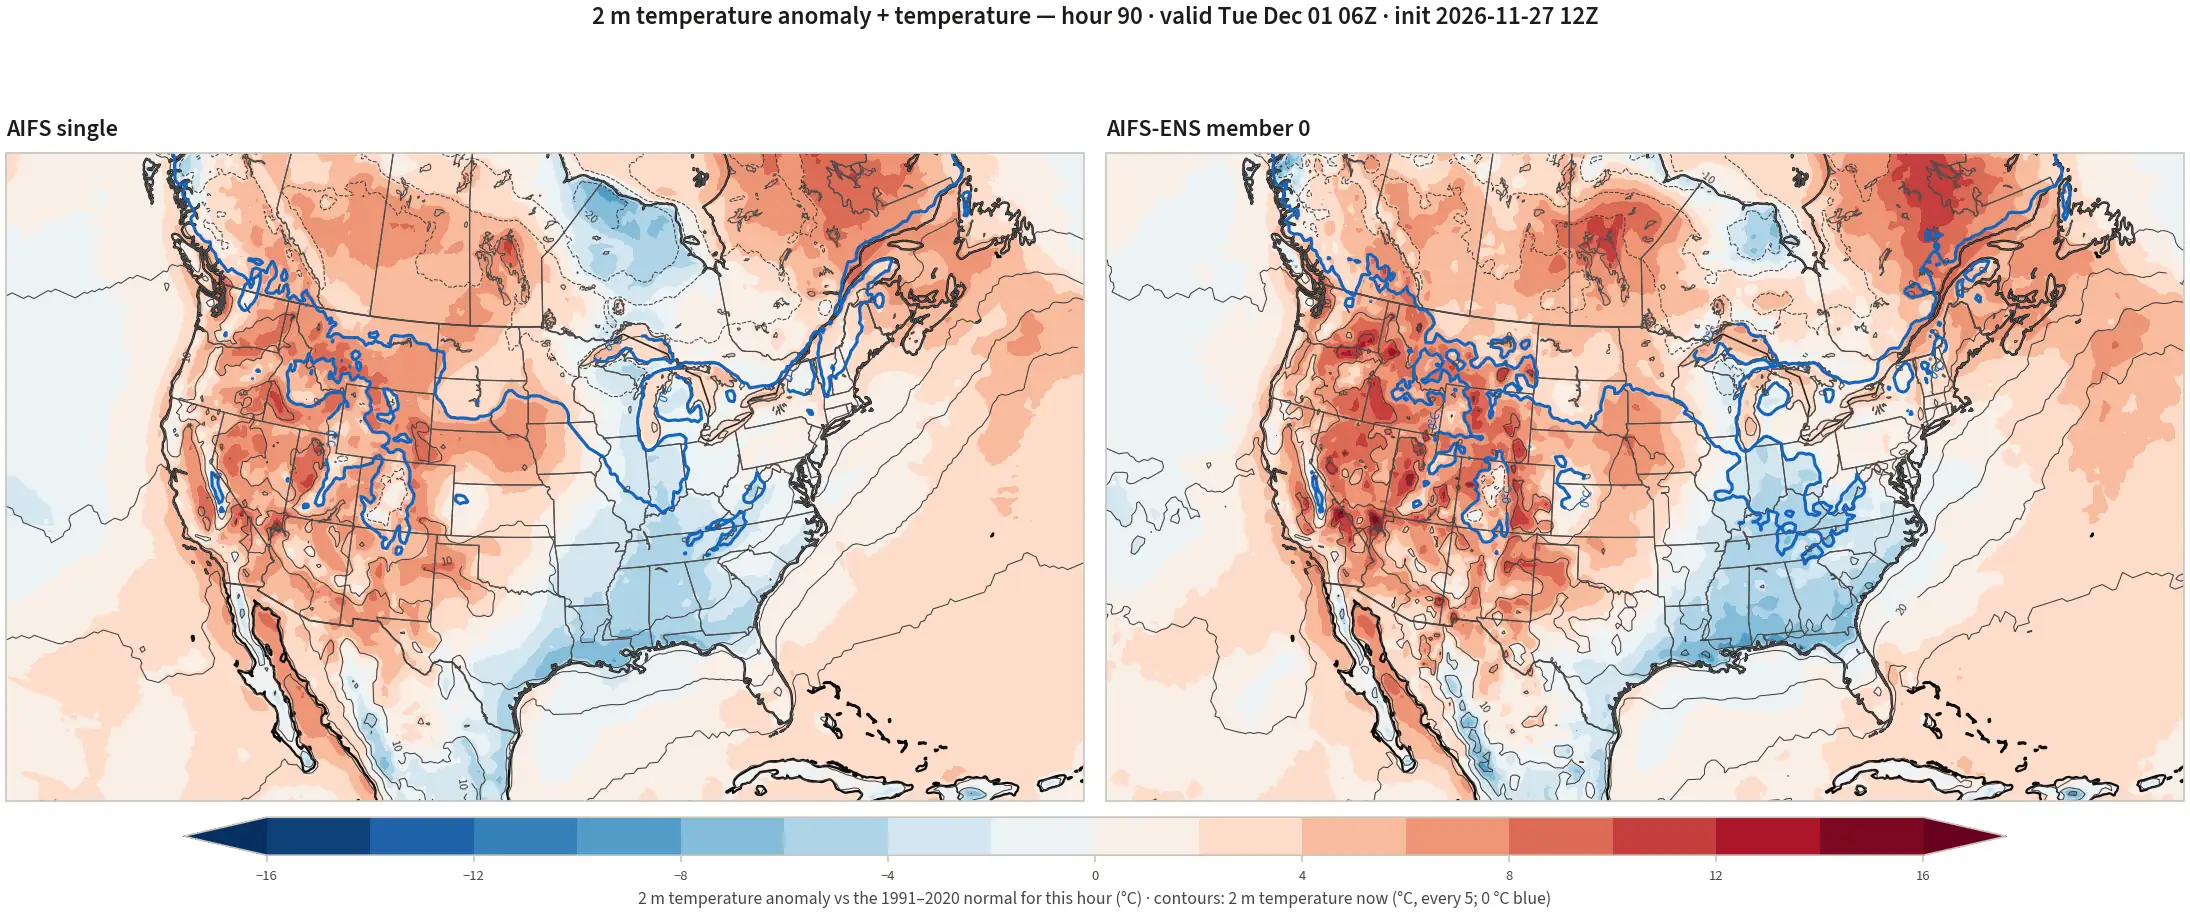 2 m temperature anomaly + temperature — hour 90 · valid Tue Dec 01 06Z · init 2026-11-27 12Z
AIFS single
AIFS-ENS member 0
−16 −12 −8 −4 0 4 8 12 16
2 m temperature anomaly vs the 1991–2020 normal for this hour (°C) · contours: 2 m temperature now (°C, every 5; 0 °C blue)